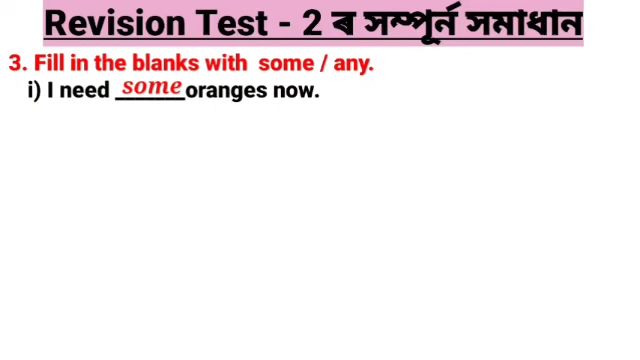 Revision Test - 2 ৰ সম্পূৰ্ন সমাধান
3. Fill in the blanks with some / any.
i) I need some oranges now.